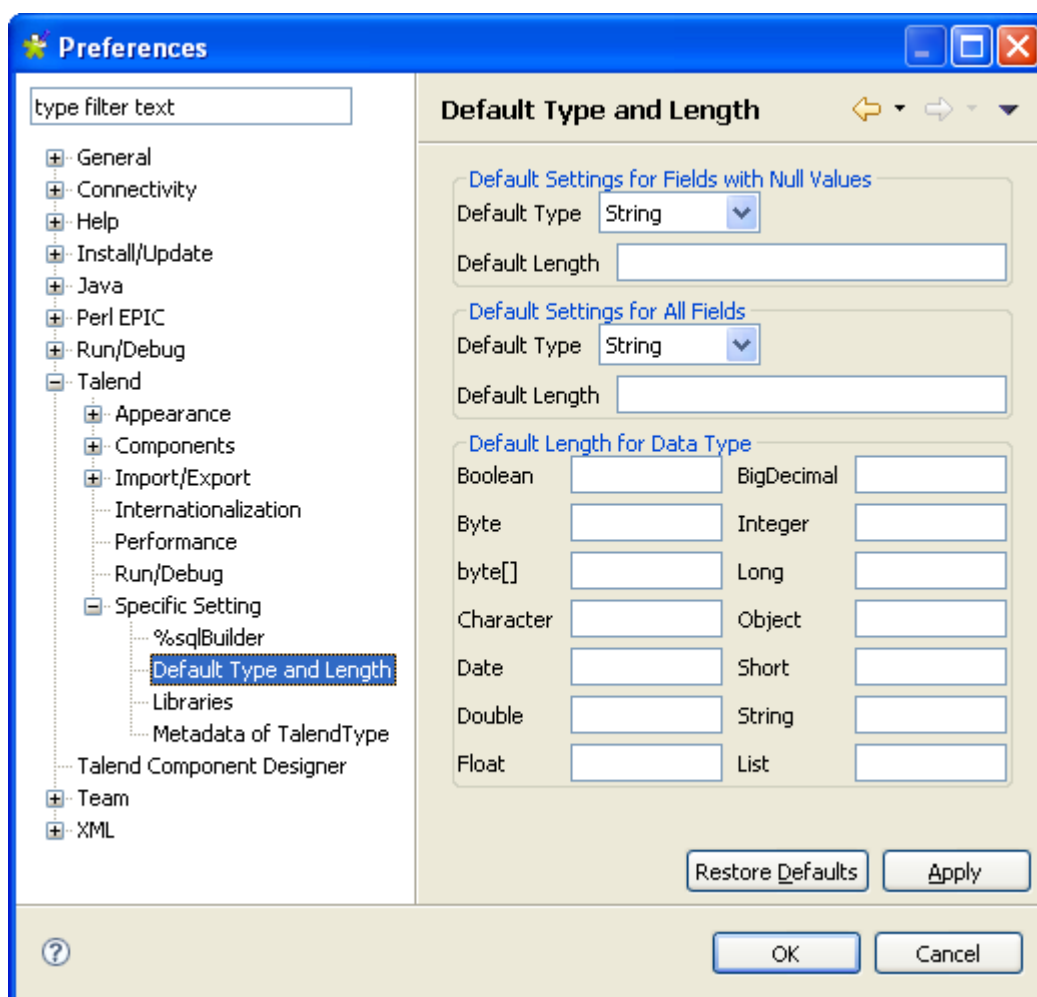 Preferences
type filter text
General
Connectivity
Help
Install/Update
Java
Perl EPIC
Run/Debug
Talend
Appearance
Components
Import/Export
Internationalization
Performance
Run/Debug
Specific Setting
%sqlBuilder
Default Type and Length
Libraries
Metadata of TalendType
Talend Component Designer
Team
XML
Default Type and Length
Default Settings for Fields with Null Values
Default Type String
Default Length
Default Settings for All Fields
Default Type String
Default Length
Default Length for Data Type
Boolean BigDecimal
Byte Integer
byte[] Long
Character Object
Date Short
Double String
Float List
Restore Defaults Apply
OK Cancel